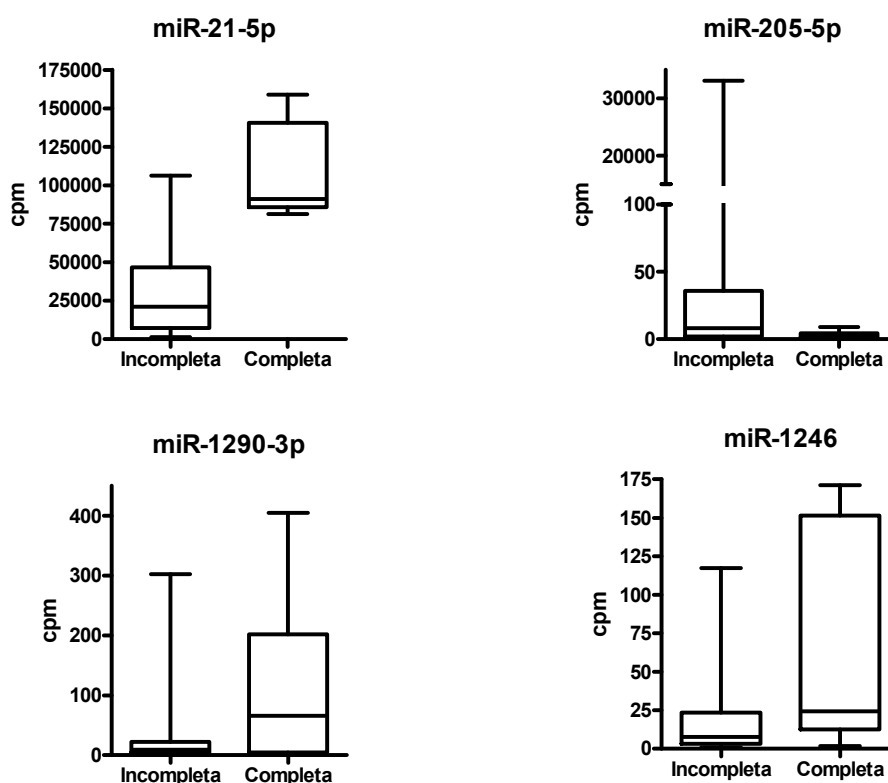 miR-21-5p
175000
150000
125000
100000
75000
50000
25000
0
cpm
Incompleta Completa
miR-205-5p
30000
20000
100
50
0
cpm
Incompleta Completa
miR-1290-3p
400
300
200
100
0
cpm
Incompleta Completa
miR-1246
175
150
125
100
75
50
25
0
cpm
Incompleta Completa